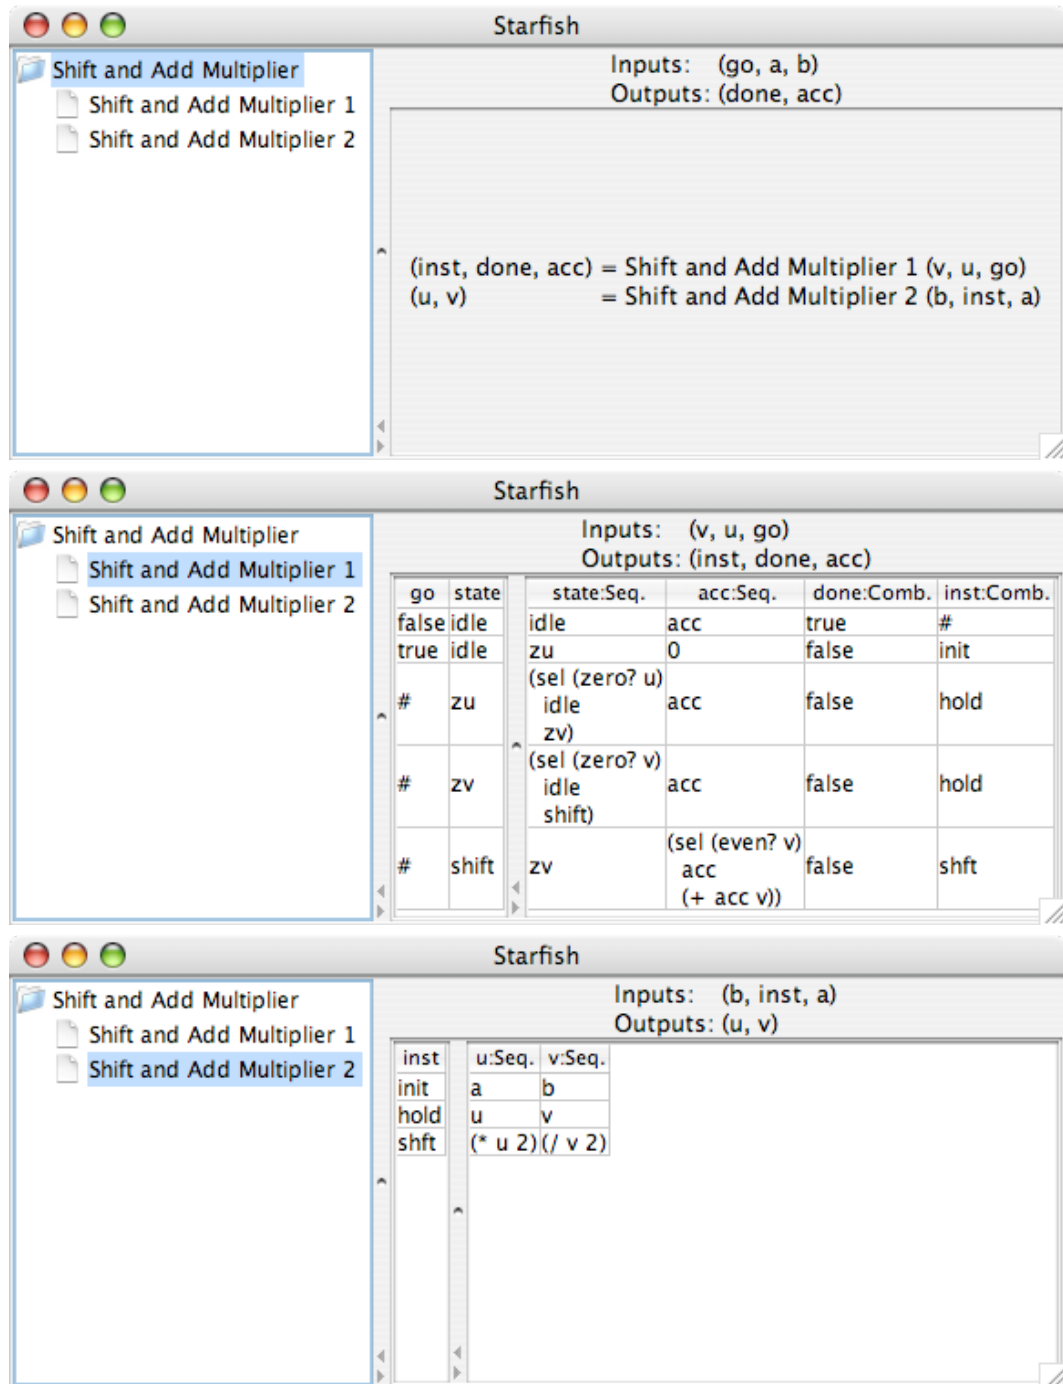 Starfish
Shift and Add Multiplier
Shift and Add Multiplier 1
Shift and Add Multiplier 2
Inputs: (go, a, b)
Outputs: (done, acc)
(inst, done, acc) = Shift and Add Multiplier 1 (v, u, go)
(u, v) = Shift and Add Multiplier 2 (b, inst, a)
Starfish
Shift and Add Multiplier
Shift and Add Multiplier 1
Shift and Add Multiplier 2
Inputs: (v, u, go)
Outputs: (inst, done, acc)
go state state:Seq. acc:Seq. done:Comb. inst:Comb.
false idle idle acc true #
true idle zu 0 false init
(sel (zero? u)
# zu idle acc false hold
zv)
(sel (zero? v)
# zv idle acc false hold
shift)
(sel (even? v)
# shift zv acc false shft
(+ acc v))
Starfish
Shift and Add Multiplier
Shift and Add Multiplier 1
Shift and Add Multiplier 2
Inputs: (b, inst, a)
Outputs: (u, v)
inst u:Seq. v:Seq.
init a b
hold u v
shft (* u 2) (/ v 2)